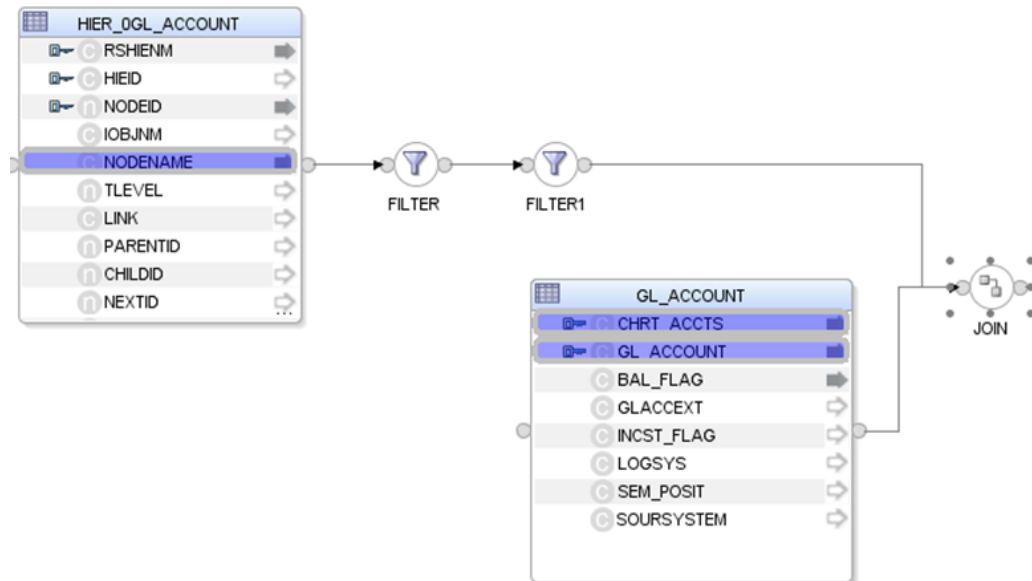 HIER_0GL_ACCOUNT
C RSHIENM
C HIEID
n NODEID
C IOBJNM
C NODENAME
n TLEVEL
C LINK
n PARENTID
n CHILDID
n NEXTID
...
FILTER
FILTER1
GL_ACCOUNT
C CHRT_ACCTS
C GL_ACCOUNT
C BAL_FLAG
C GLACCEXT
C INCST_FLAG
C LOGSYS
C SEM_POSIT
C SOURSYSTEM
JOIN